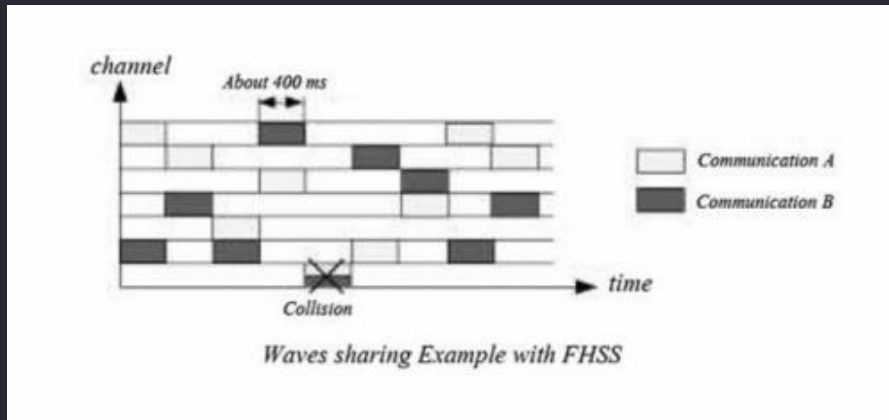 channel
About 400 ms
Communication A
Communication B
time
Collision
Waves sharing Example with FHSS